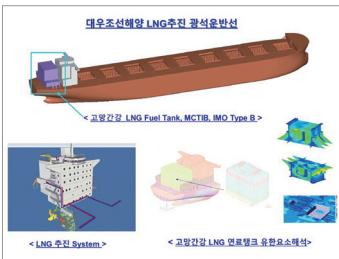 대우조선해양 LNG추진 광석운반선
< 고망간강 LNG Fuel Tank, MCTIB, IMO Type B >
< LNG 추진 System >
< 고망간강 LNG 연료탱크 유한요소해석>